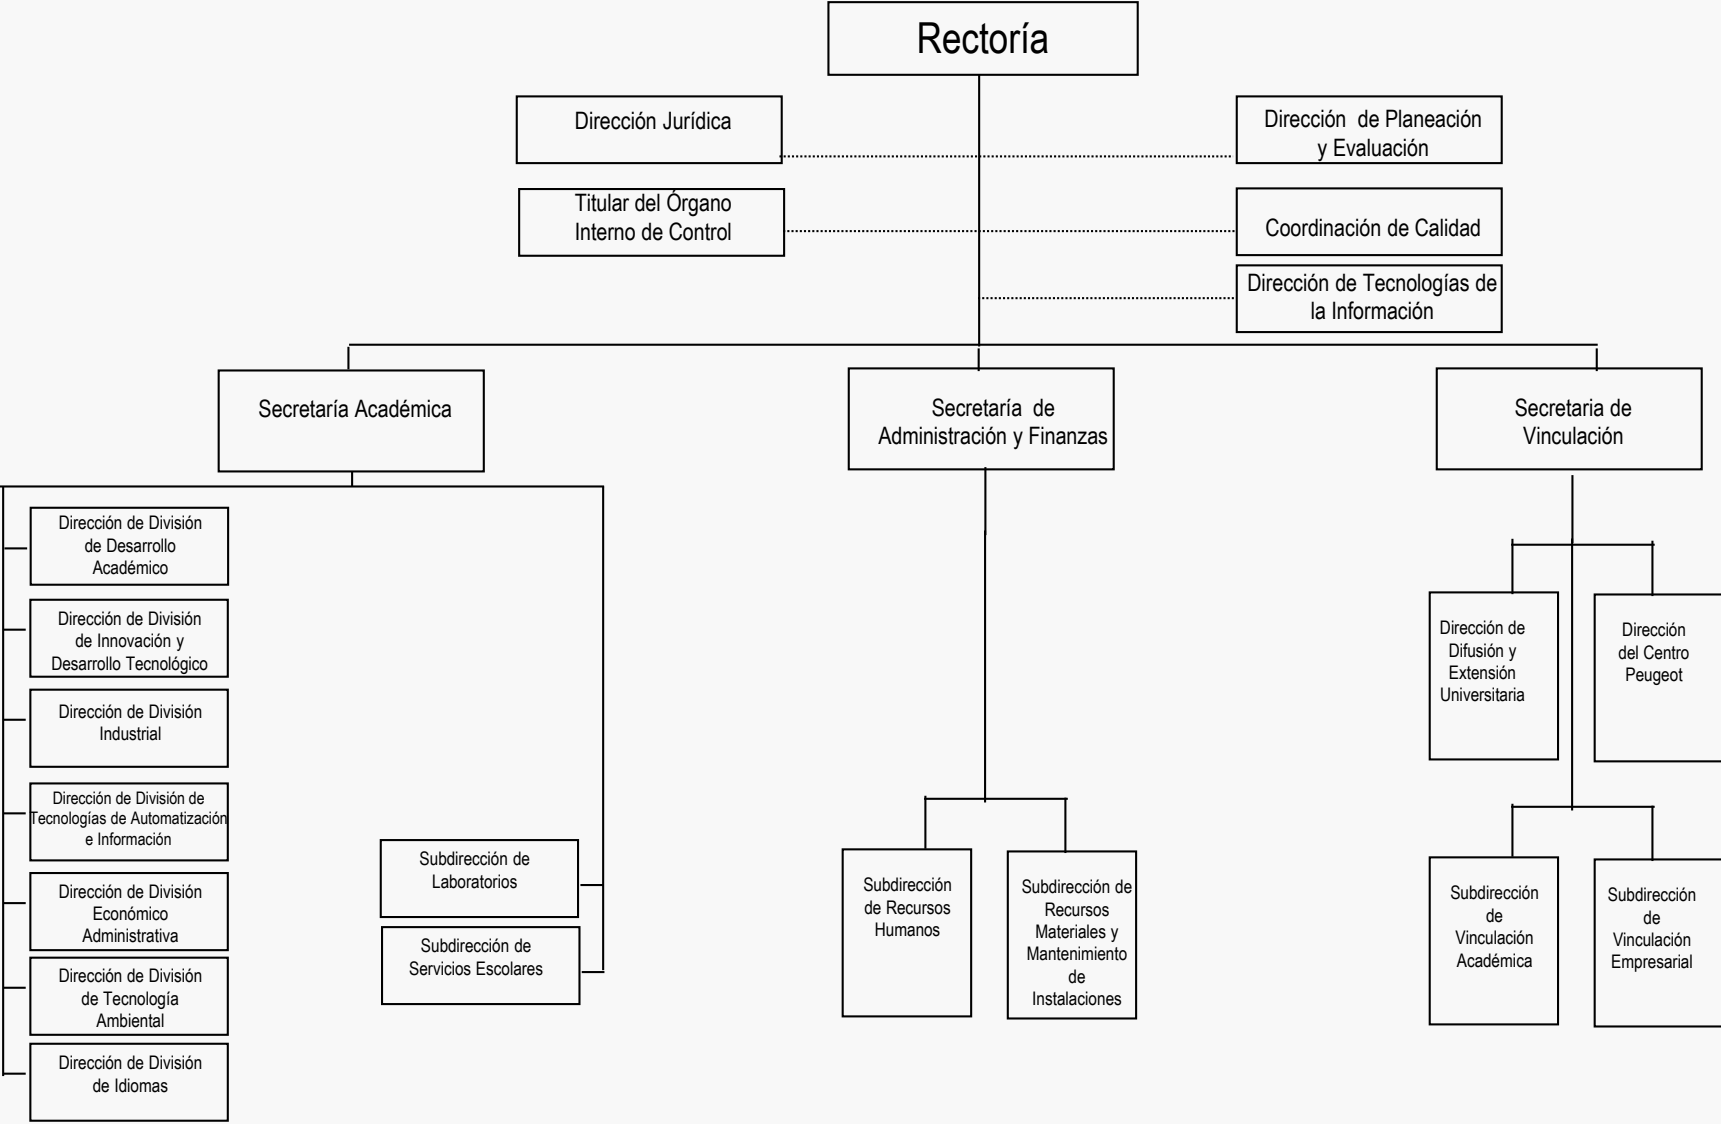 Rectoría
Dirección Jurídica
Dirección de Planeación
y Evaluación
Titular del Órgano
Interno de Control
Coordinación de Calidad
Dirección de Tecnologías de
la Información
Secretaría Académica
Secretaría de
Administración y Finanzas
Secretaria de
Vinculación
Dirección de División
de Desarrollo
Académico
Dirección de División
de Innovación y
Desarrollo Tecnológico
Dirección de División
Industrial
Dirección de División de
Tecnologías de Automatización
e Información
Dirección de División
Económico
Administrativa
Dirección de División
de Tecnología
Ambiental
Dirección de División
de Idiomas
Subdirección de
Laboratorios
Subdirección de
Servicios Escolares
Subdirección
de Recursos
Humanos
Subdirección de
Recursos
Materiales y
Mantenimiento
de
Instalaciones
Dirección de
Difusión y
Extensión
Universitaria
Dirección
del Centro
Peugeot
Subdirección
de
Vinculación
Académica
Subdirección
de
Vinculación
Empresarial